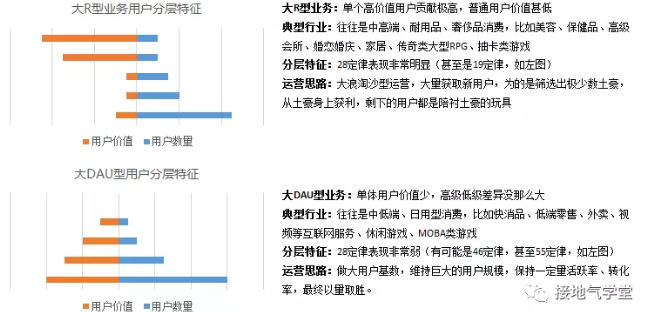 大R型业务用户分层特征
用户价值 用户数量
大R型业务:单个高价值用户贡献极高,普通用户价值甚低
典型行业:往往是中高端、耐用品、奢侈品消费,比如美容、保健品、高级
会所、婚恋婚庆、家居、传奇类大型RPG、抽卡类游戏
分层特征:28定律表现非常明显(甚至是19定律,如左图)
运营思路:大浪淘沙型运营,大量获取新用户,为的是筛选出极少数土豪,
从土豪身上获利,剩下的用户都是陪衬土豪的玩具
大DAU型用户分层特征
用户价值 用户数量
大DAU型业务:单体用户价值少,高级低级差异没那么大
典型行业:往往是中低端、日用型消费,比如快消品、低端零售、外卖、视
频等互联网服务、休闲游戏、MOBA类游戏
分层特征:28定律表现非常弱(有可能是46定律,甚至55定律,如左图)
运营思路:做大用户基数,维持巨大的用户规模,保持一定量活跃率、转化
率,最终以量取胜。
接地气学堂